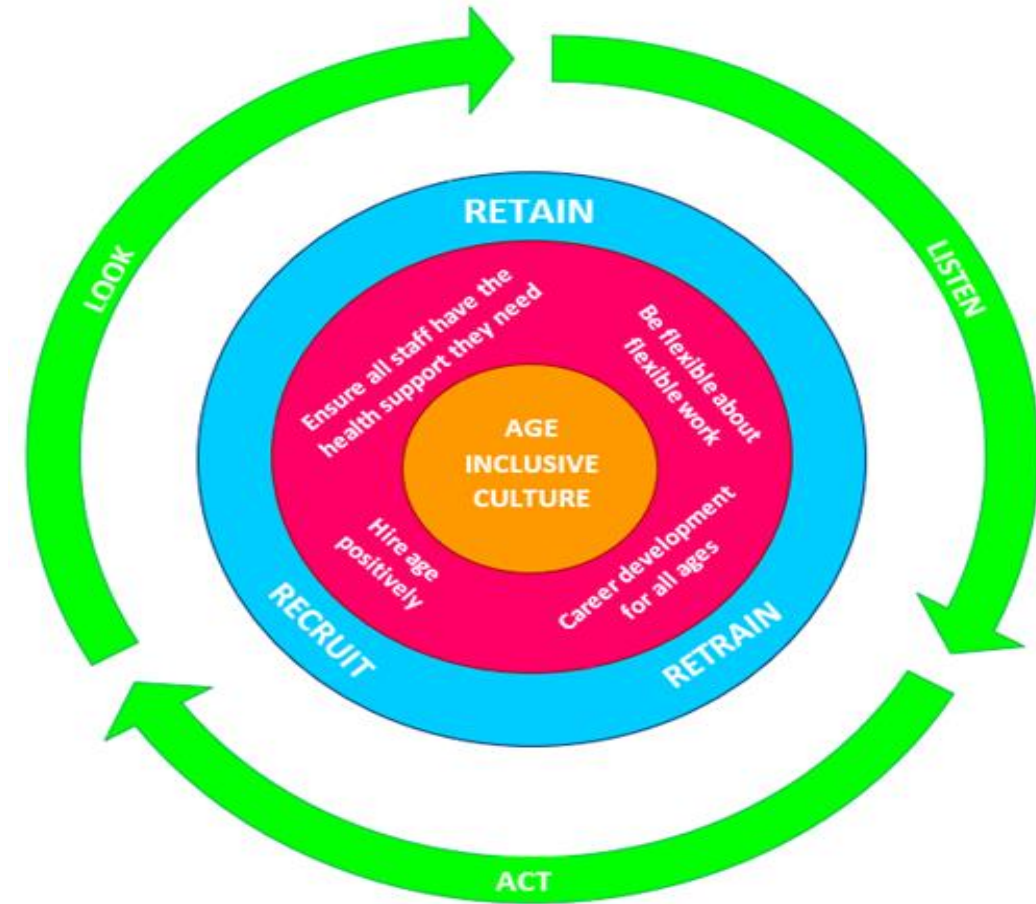 LOOK
LISTEN
RETAIN
Ensure all staff have the
health support they need
Be flexible about
flexible work
AGE
INCLUSIVE
CULTURE
Hire age
positively
Career development
for all ages
RECRUIT
RETRAIN
ACT